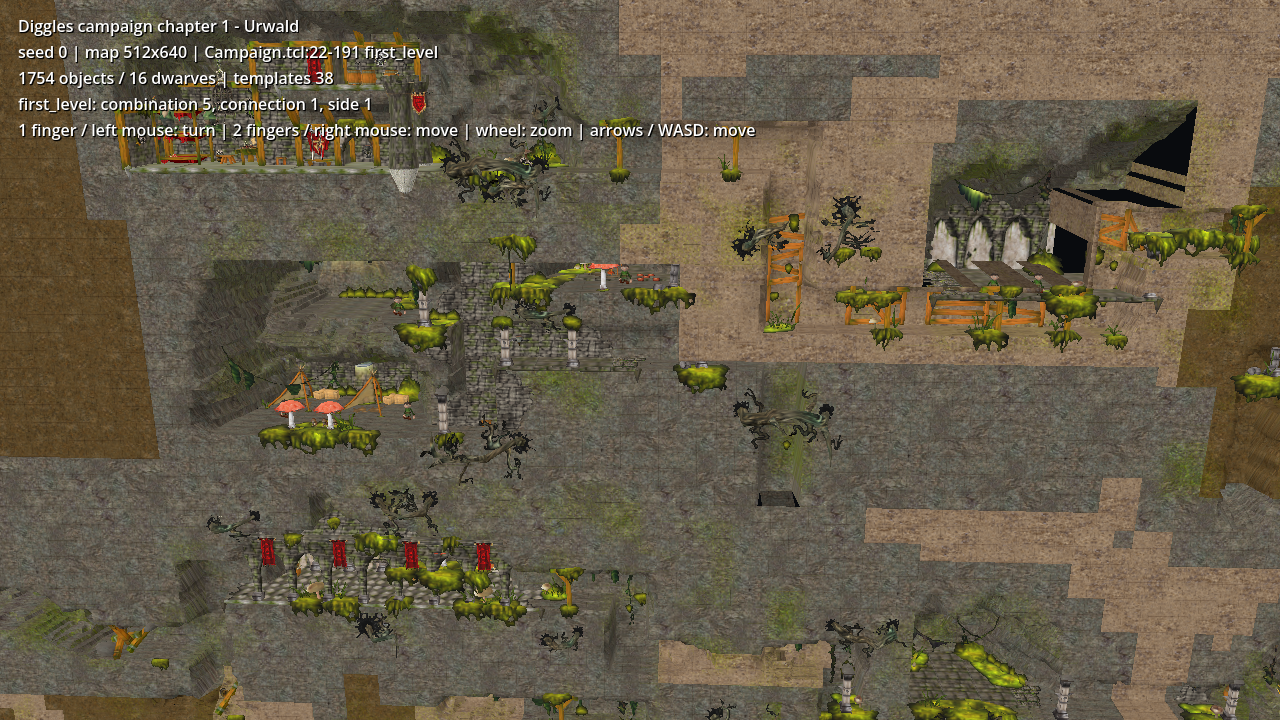 Diggles campaign chapter 1 - Urwald
seed 0 | map 512x640 | Campaign.tcl:22-191 first_level
1754 objects / 16 dwarves | templates 38
first_level: combination 5, connection 1, side 1
1 finger / left mouse: turn | 2 fingers / right mouse: move | wheel: zoom | arrows / WASD: move